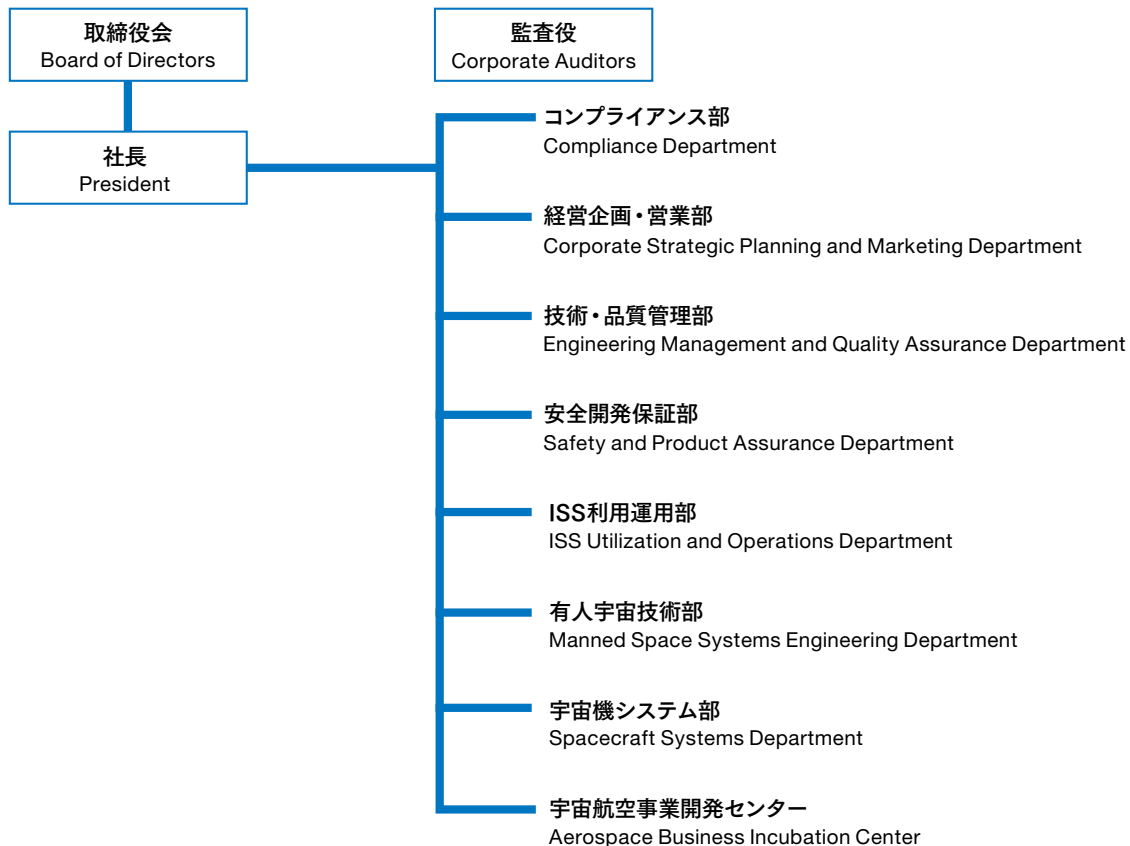 取締役会
Board of Directors
監査役
Corporate Auditors
社長
President
コンプライアンス部
Compliance Department
経営企画・営業部
Corporate Strategic Planning and Marketing Department
技術・品質管理部
Engineering Management and Quality Assurance Department
安全開発保証部
Safety and Product Assurance Department
ISS利用運用部
ISS Utilization and Operations Department
有人宇宙技術部
Manned Space Systems Engineering Department
宇宙機システム部
Spacecraft Systems Department
宇宙航空事業開発センター
Aerospace Business Incubation Center